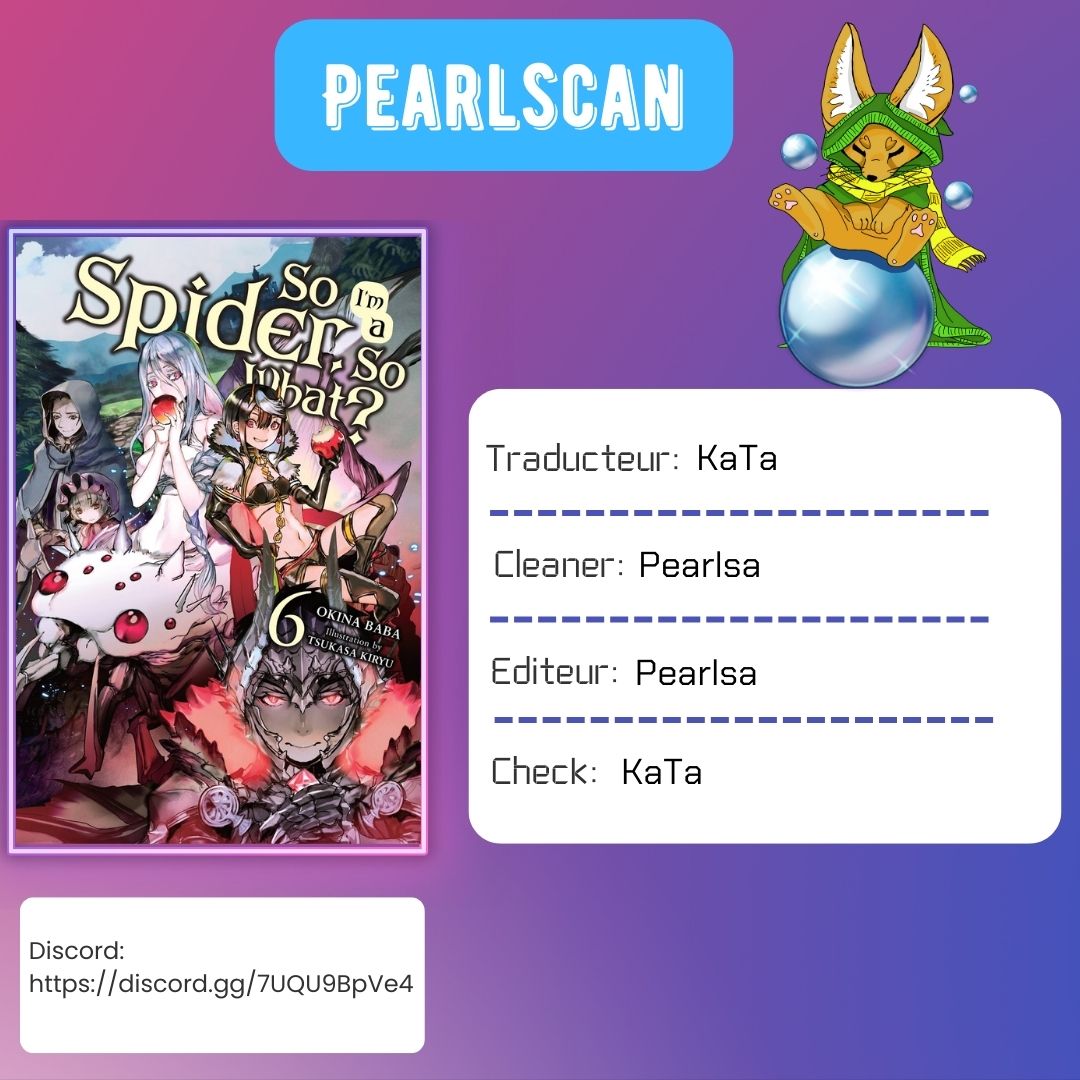 PEARLSCAN
So I'm a
Spider, So
What?
6
OKINA BABA
Illustration by
TSUKASA KIRYU
Traducteur: KaTa
Cleaner: Pearlsa
Editeur: Pearlsa
Check: KaTa
Discord:
https://discord.gg/7UQU9BpVe4